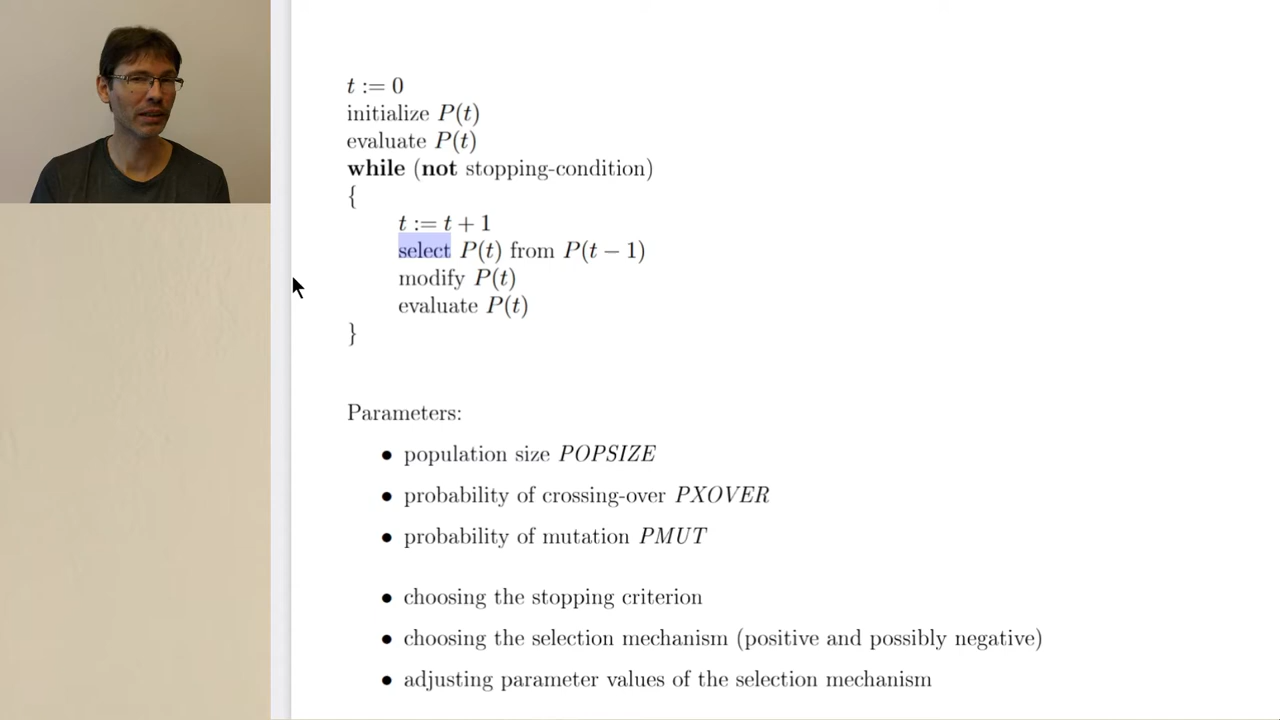 t := 0
initialize P(t)
evaluate P(t)
while (not stopping-condition)
{
t := t + 1
select P(t) from P(t − 1)
modify P(t)
evaluate P(t)
}
Parameters:
• population size POPSIZE
• probability of crossing-over PXOVER
• probability of mutation PMUT
• choosing the stopping criterion
• choosing the selection mechanism (positive and possibly negative)
• adjusting parameter values of the selection mechanism